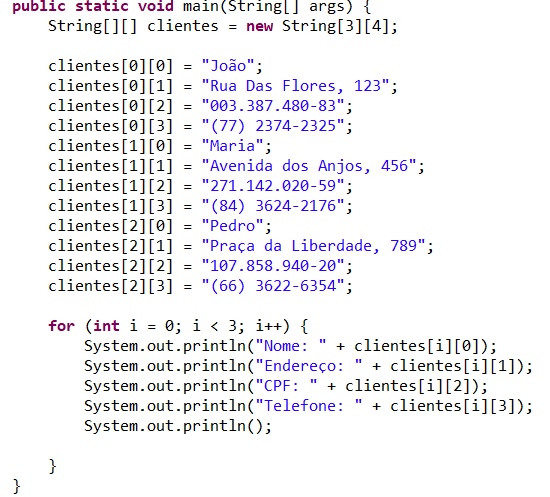 public static void main(String[] args) {
String[][] clientes = new String[3][4];
clientes[0][0] = "João";
clientes[0][1] = "Rua Das Flores, 123";
clientes[0][2] = "003.387.480-83";
clientes[0][3] = "(77) 2374-2325";
clientes[1][0] = "Maria";
clientes[1][1] = "Avenida dos Anjos, 456";
clientes[1][2] = "271.142.020-59";
clientes[1][3] = "(84) 3624-2176";
clientes[2][0] = "Pedro";
clientes[2][1] = "Praça da Liberdade, 789";
clientes[2][2] = "107.858.940-20";
clientes[2][3] = "(66) 3622-6354";
for (int i = 0; i < 3; i++) {
System.out.println("Nome: " + clientes[i][0]);
System.out.println("Endereço: " + clientes[i][1]);
System.out.println("CPF: " + clientes[i][2]);
System.out.println("Telefone: " + clientes[i][3]);
System.out.println();
}
}